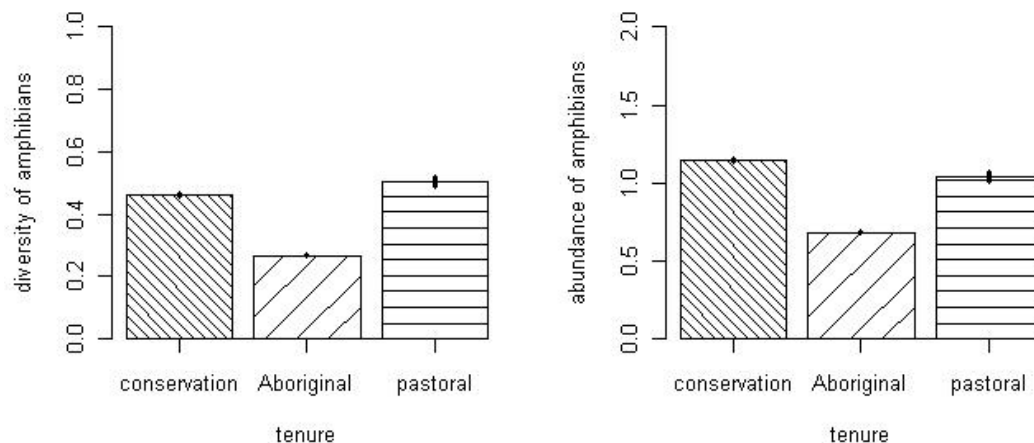 diversity of amphibians
1.0
0.8
0.6
0.4
0.2
0.0
conservation Aboriginal pastoral
tenure
abundance of amphibians
2.0
1.5
1.0
0.5
0.0
conservation Aboriginal pastoral
tenure